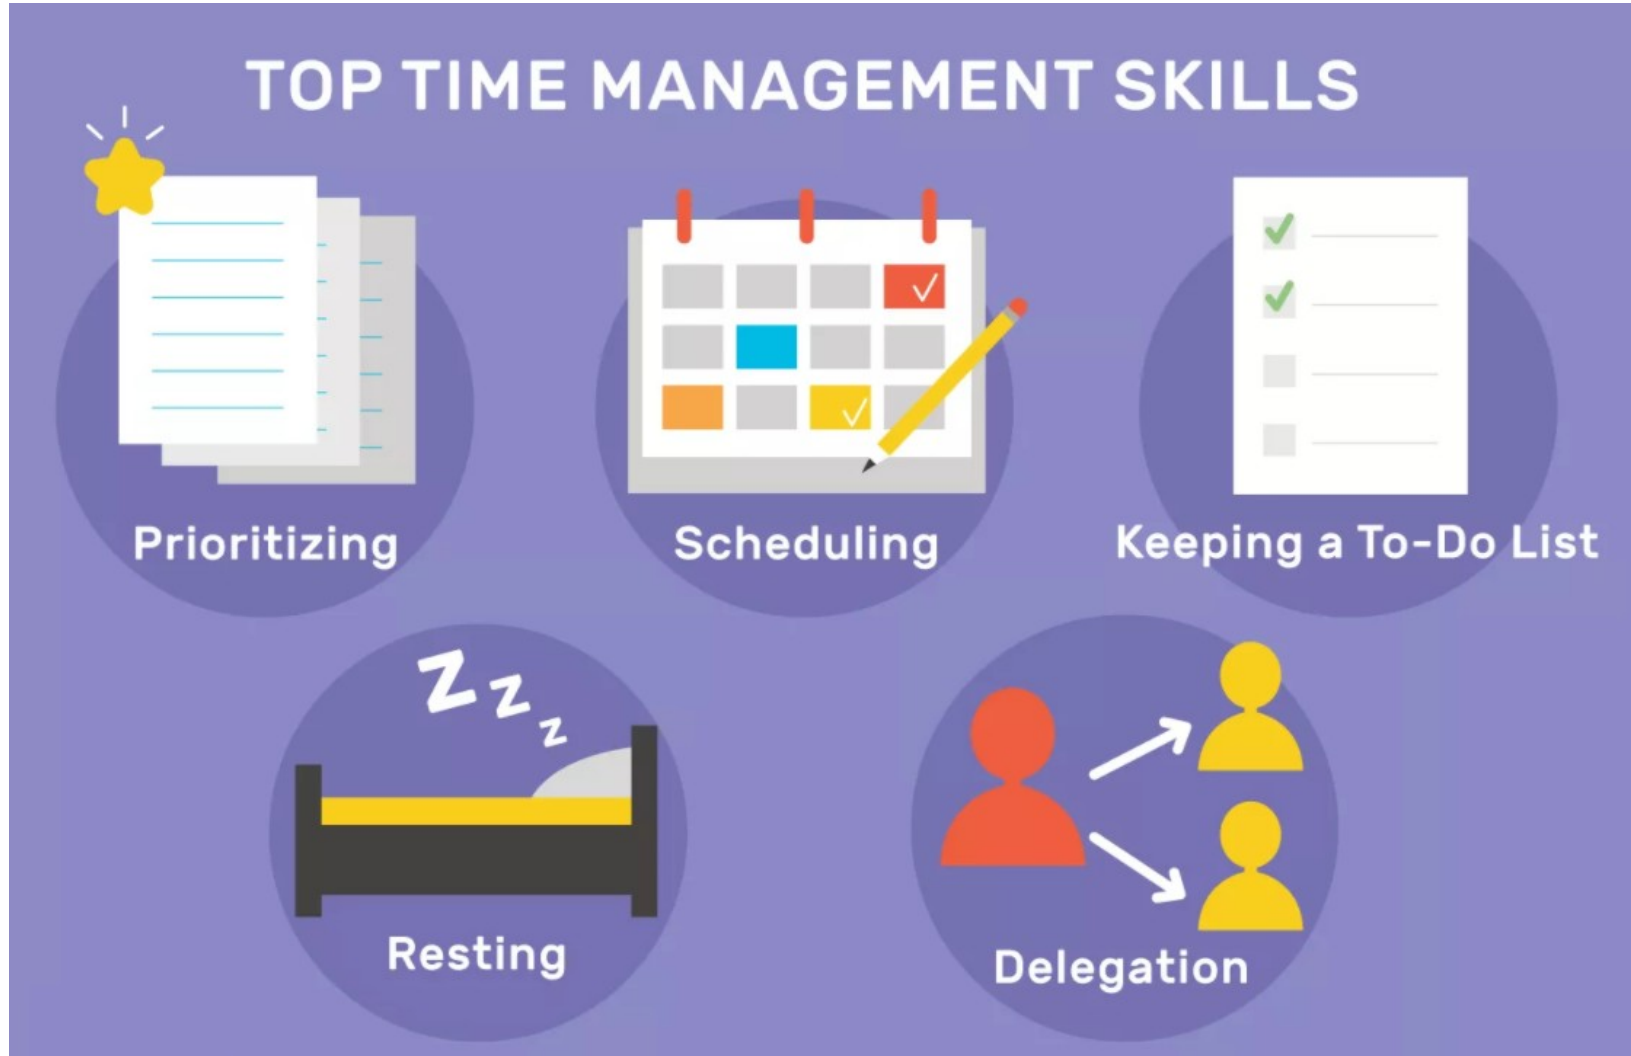 TOP TIME MANAGEMENT SKILLS
Prioritizing
Scheduling
Keeping a To-Do List
Z z z
Resting
Delegation